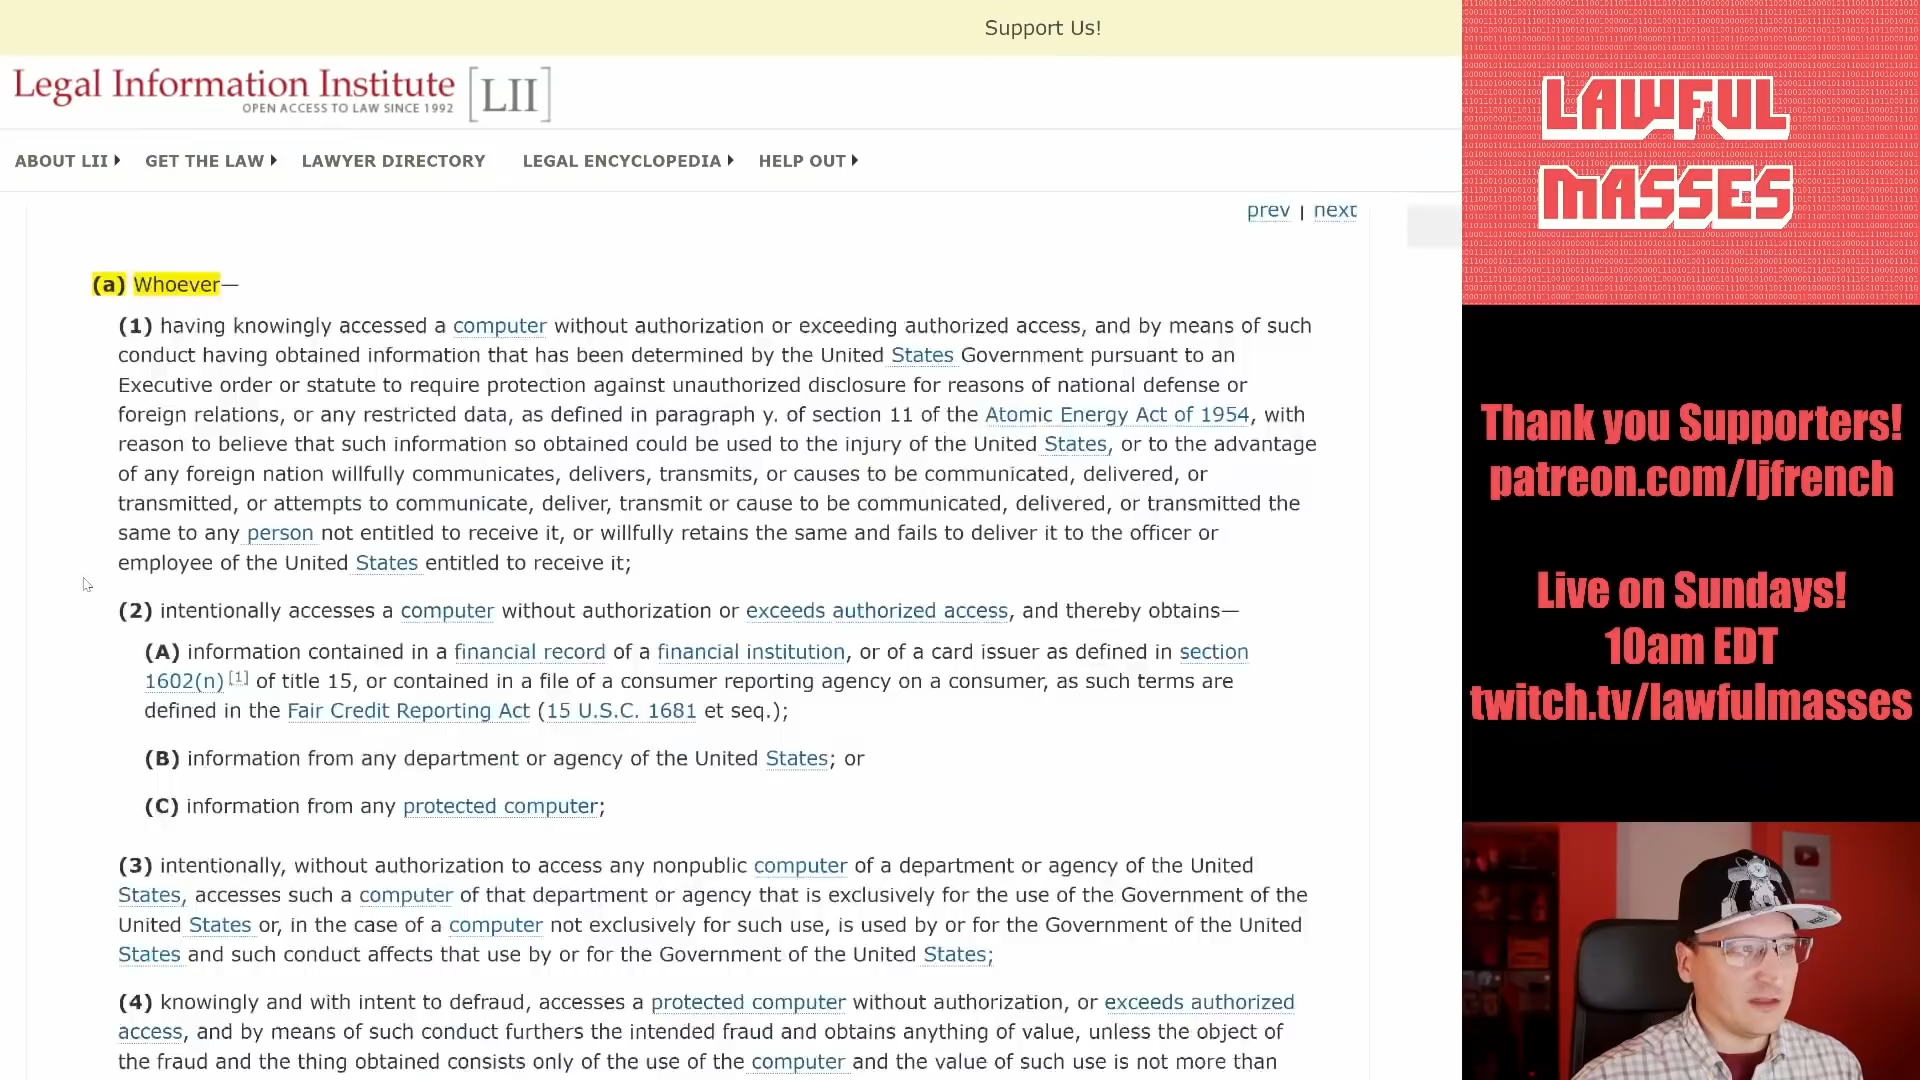 Support Us!
Legal Information Institute [LII]
OPEN ACCESS TO LAW SINCE 1992
ABOUT LII GET THE LAW LAWYER DIRECTORY LEGAL ENCYCLOPEDIA HELP OUT
prev | next
(a) Whoever—
(1) having knowingly accessed a computer without authorization or exceeding authorized access, and by means of such
conduct having obtained information that has been determined by the United States Government pursuant to an
Executive order or statute to require protection against unauthorized disclosure for reasons of national defense or
foreign relations, or any restricted data, as defined in paragraph y. of section 11 of the Atomic Energy Act of 1954, with
reason to believe that such information so obtained could be used to the injury of the United States, or to the advantage
of any foreign nation willfully communicates, delivers, transmits, or causes to be communicated, delivered, or
transmitted, or attempts to communicate, deliver, transmit or cause to be communicated, delivered, or transmitted the
same to any person not entitled to receive it, or willfully retains the same and fails to deliver it to the officer or
employee of the United States entitled to receive it;
(2) intentionally accesses a computer without authorization or exceeds authorized access, and thereby obtains—
(A) information contained in a financial record of a financial institution, or of a card issuer as defined in section
1602(n) [1] of title 15, or contained in a file of a consumer reporting agency on a consumer, as such terms are
defined in the Fair Credit Reporting Act (15 U.S.C. 1681 et seq.);
(B) information from any department or agency of the United States; or
(C) information from any protected computer;
(3) intentionally, without authorization to access any nonpublic computer of a department or agency of the United
States, accesses such a computer of that department or agency that is exclusively for the use of the Government of the
United States or, in the case of a computer not exclusively for such use, is used by or for the Government of the United
States and such conduct affects that use by or for the Government of the United States;
(4) knowingly and with intent to defraud, accesses a protected computer without authorization, or exceeds authorized
access, and by means of such conduct furthers the intended fraud and obtains anything of value, unless the object of
the fraud and the thing obtained consists only of the use of the computer and the value of such use is not more than
LAWFUL
MASSES
Thank you Supporters!
patreon.com/ljfrench
Live on Sundays!
10am EDT
twitch.tv/lawfulmasses